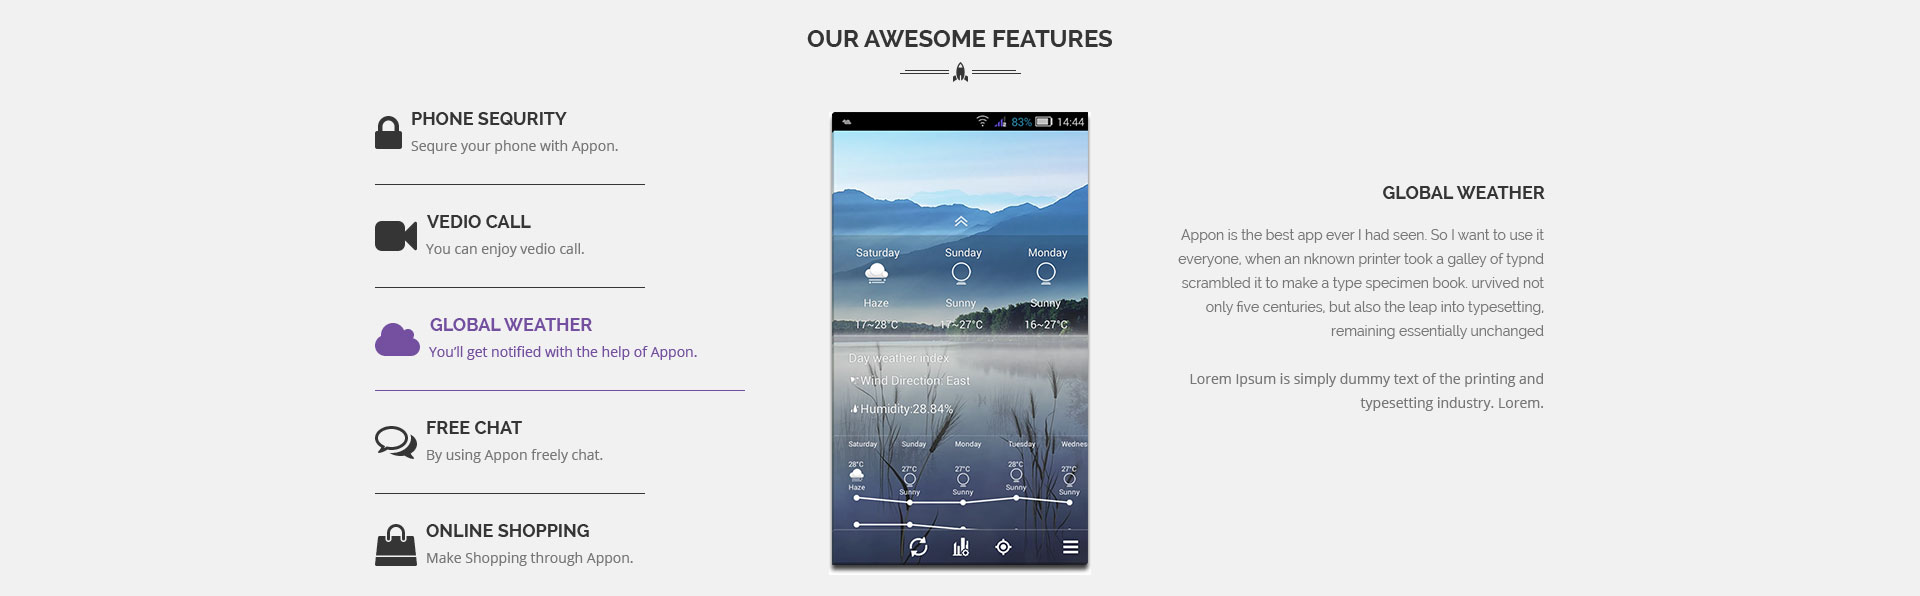 OUR AWESOME FEATURES
PHONE SEQURITY
Sequre your phone with Appon.
VEDIO CALL
You can enjoy vedio call.
GLOBAL WEATHER
You'll get notified with the help of Appon.
FREE CHAT
By using Appon freely chat.
ONLINE SHOPPING
Make Shopping through Appon.
83% 14:44
Saturday Sunday Monday
Haze Sunny Sunny
17~28°C 17~27°C 16~27°C
Day weather index
Wind Direction: East
Humidity:28.84%
Saturday Sunday Monday Tuesday Wednes
28°C 27°C 27°C 28°C 27°C
Haze Sunny Sunny Sunny Sunny
GLOBAL WEATHER
Appon is the best app ever I had seen. So I want to use it
everyone, when an nknown printer took a galley of typnd
scrambled it to make a type specimen book. urvived not
only five centuries, but also the leap into typesetting,
remaining essentially unchanged
Lorem Ipsum is simply dummy text of the printing and
typesetting industry. Lorem.